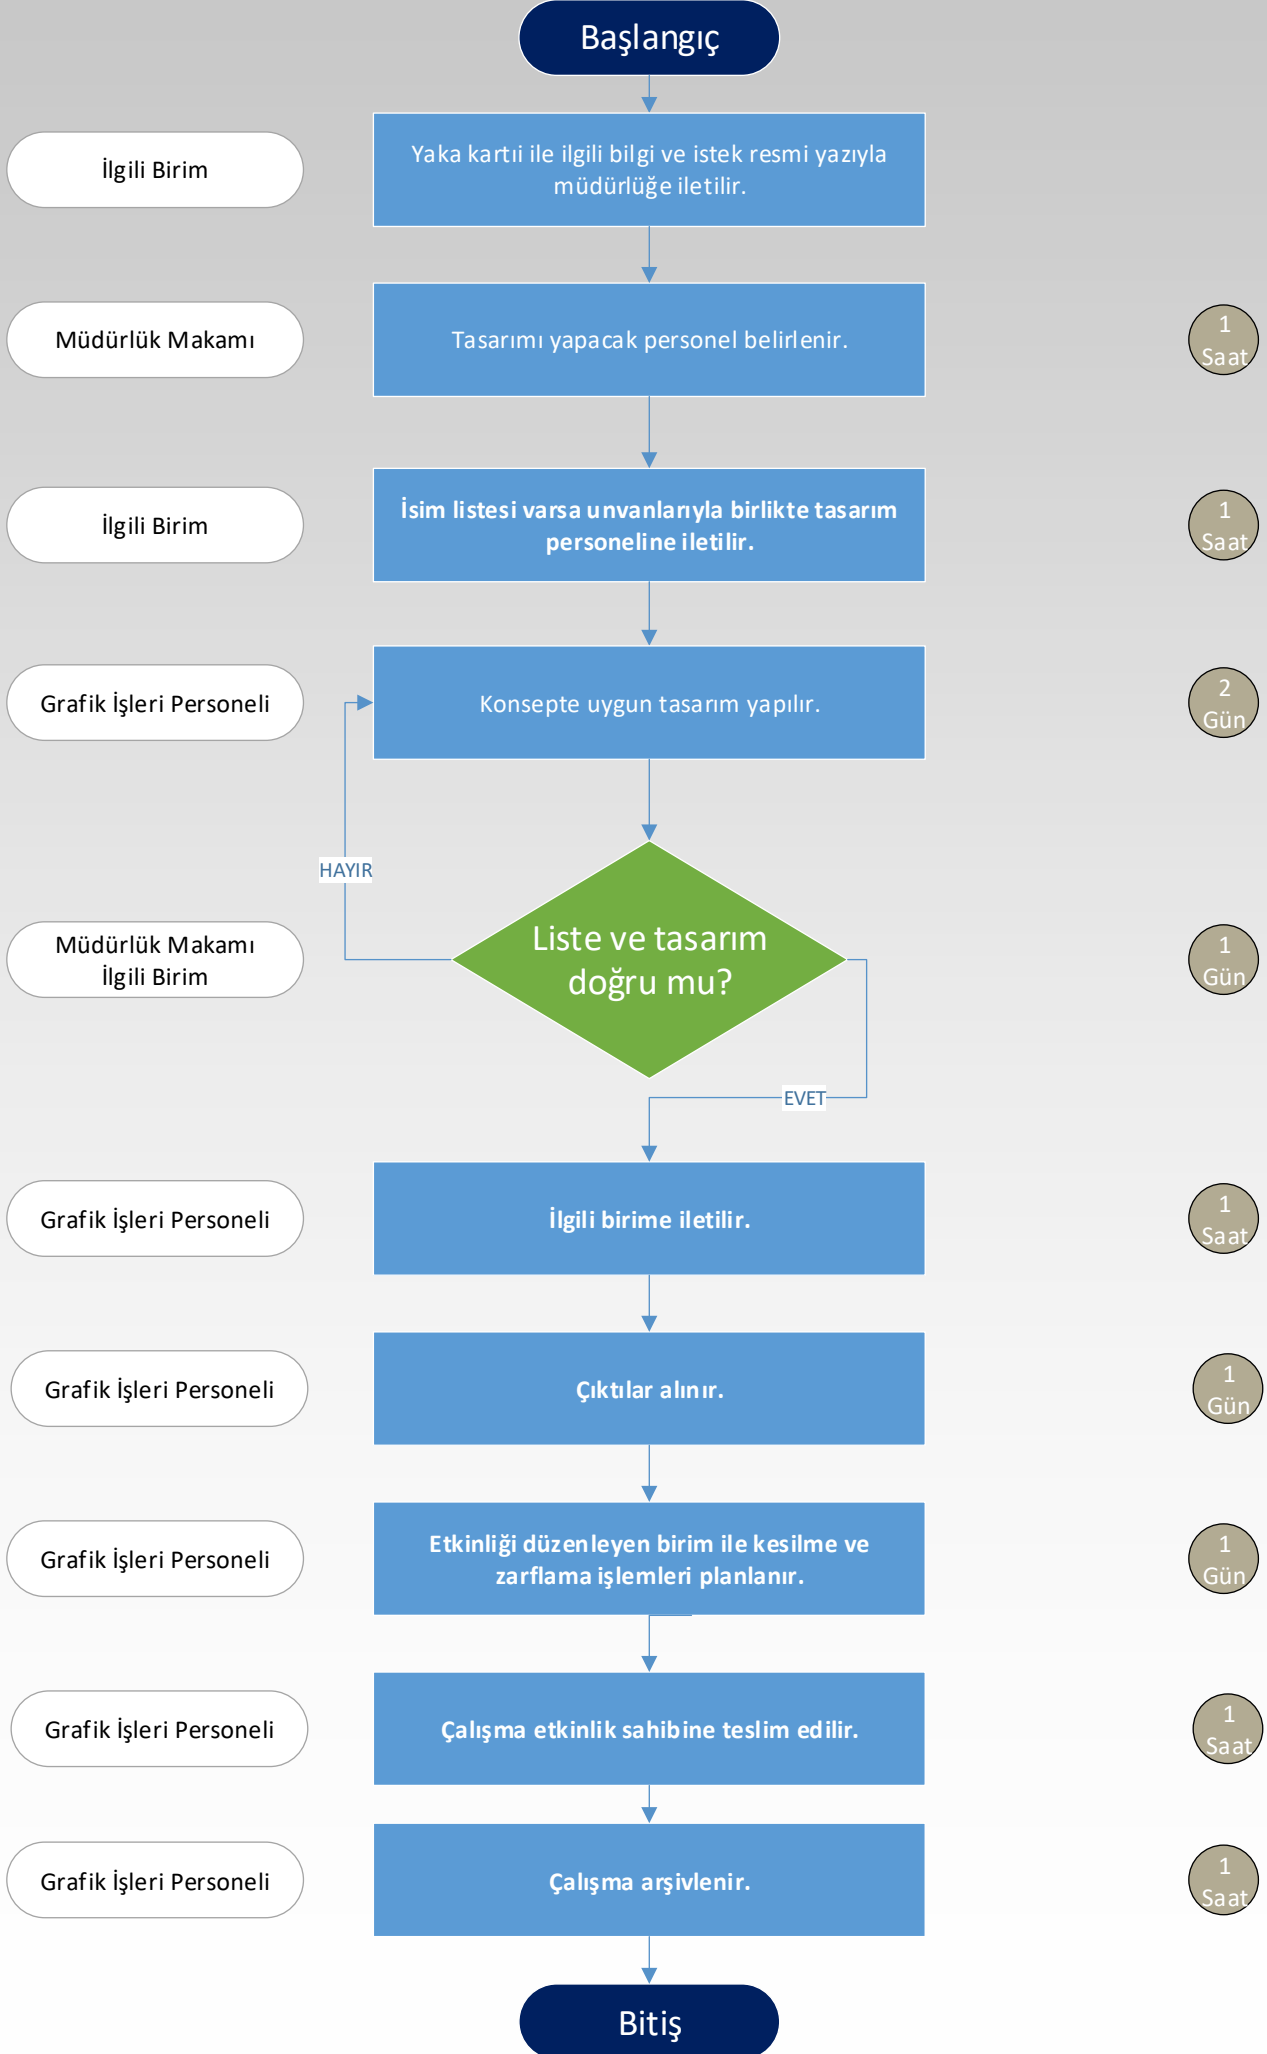 Başlangıç
İlgili Birim
Yaka kartıi ile ilgili bilgi ve istek resmi yazıyla
müdürlüğe iletilir.
Müdürlük Makamı
Tasarımı yapacak personel belirlenir.
1
Saat
İlgili Birim
İsim listesi varsa unvanlarıyla birlikte tasarım
personeline iletilir.
1
Saat
Grafik İşleri Personeli
Konsepte uygun tasarım yapılır.
2
Gün
HAYIR
Müdürlük Makamı
İlgili Birim
Liste ve tasarım
doğru mu?
1
Gün
EVET
Grafik İşleri Personeli
İlgili birime iletilir.
1
Saat
Grafik İşleri Personeli
Çıktılar alınır.
1
Gün
Grafik İşleri Personeli
Etkinliği düzenleyen birim ile kesilme ve
zarflama işlemleri planlanır.
1
Gün
Grafik İşleri Personeli
Çalışma etkinlik sahibine teslim edilir.
1
Saat
Grafik İşleri Personeli
Çalışma arşivlenir.
1
Saat
Bitiş